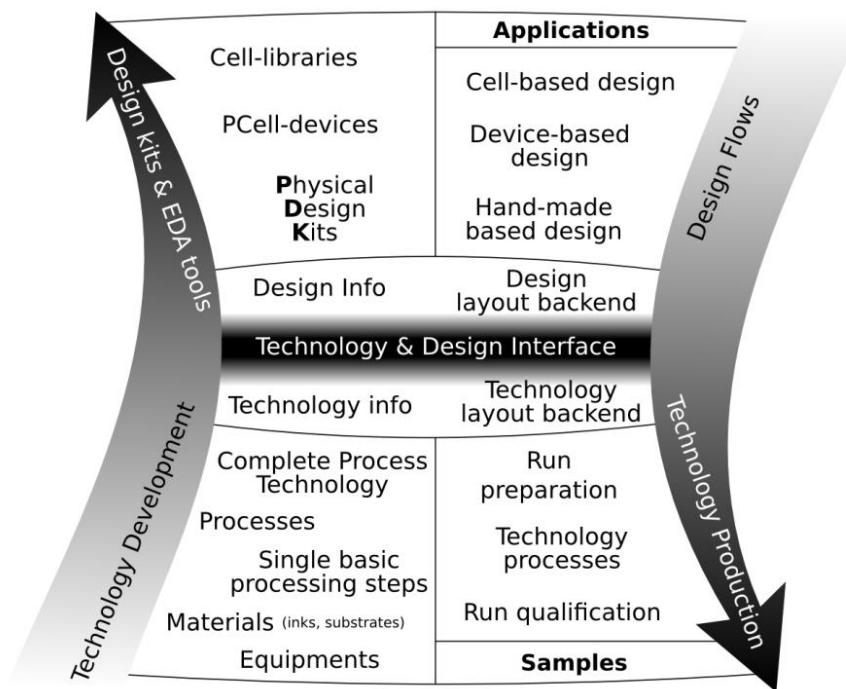 Applications
Cell-libraries
Cell-based design
PCell-devices
Device-based
design
Physical
Design
Kits
Hand-made
based design
Design kits & EDA tools
Design Flows
Design Info
Design
layout backend
Technology & Design Interface
Technology info
Technology
layout backend
Technology Development
Technology Production
Complete Process
Technology
Run
preparation
Processes
Technology
processes
Single basic
processing steps
Materials (inks, substrates)
Run qualification
Equipments
Samples